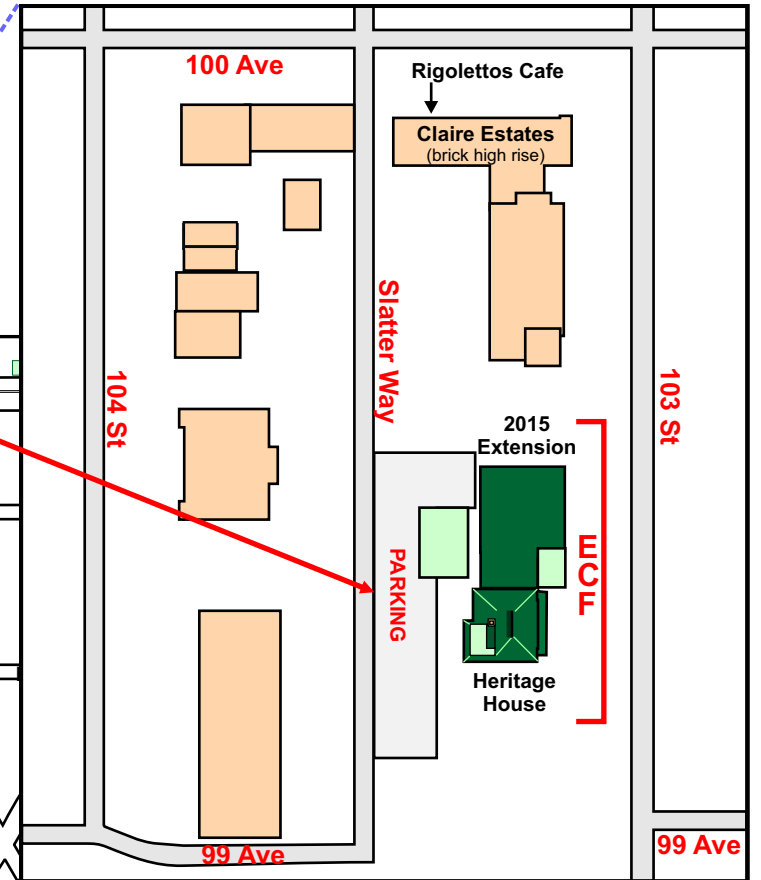 100 Ave
Rigolettos Cafe
Claire Estates
(brick high rise)
Slatter Way
104 St
103 St
2015
Extension
ECF
PARKING
Heritage
House
99 Ave
99 Ave